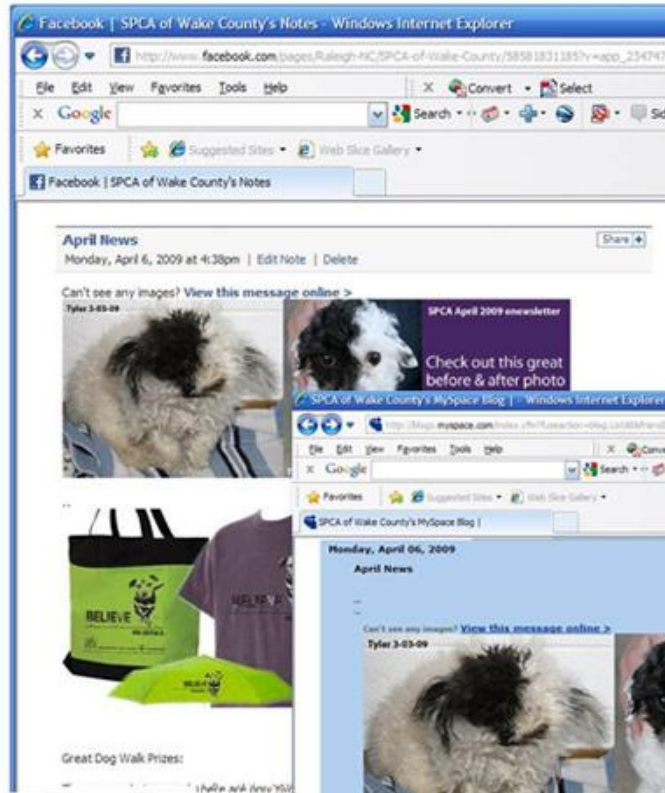 Facebook | SPCA of Wake County's Notes - Windows Internet Explorer
http://www.facebook.com/pages/Raleigh-NC/SPCA-of-Wake-County/58581831185?v=app_234747
File Edit View Favorites Tools Help
X Convert Select
X Google Search
Favorites Suggested Sites Web Slice Gallery
Facebook | SPCA of Wake County's Notes
April News
Share +
Monday, April 6, 2009 at 4:38pm | Edit Note | Delete
Can't see any images? View this message online >
Tyler 3-03-09
SPCA April 2009 enewsletter
Check out this great
before & after photo
SPCA of Wake County's MySpace Blog | - Windows Internet Explorer
File Edit View Favorites Tools Help
X
X Google Search
Favorites Suggested Sites Web Slice Gallery
SPCA of Wake County's MySpace Blog |
Monday, April 06, 2009
April News
Can't see any images? View this message online >
Tyler 3-03-09
BELIEVE
BELIEVE
Great Dog Walk Prizes: